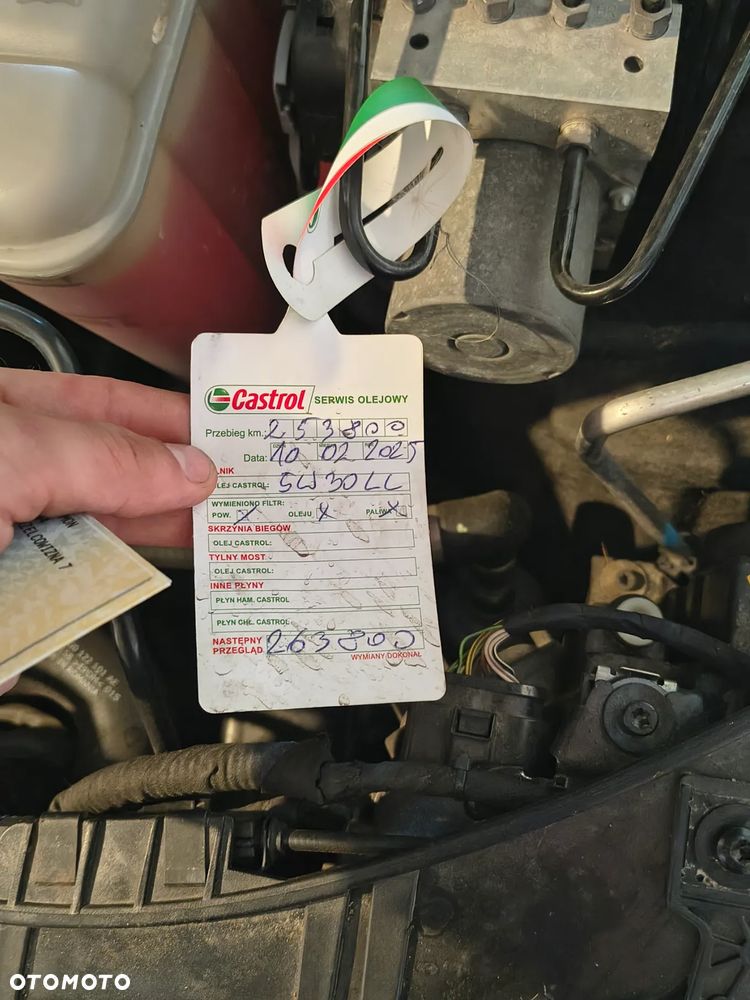 Castrol SERWIS OLEJOWY
Przebieg km: 253800
Data: 10 02 2025
OLEJ CASTROL: 5W30LL
WYMIENIONO FILTR:
POW. X OLEJU X PALIWA X
SKRZYNIA BIEGÓW
OLEJ CASTROL:
TYLNY MOST
OLEJ CASTROL:
INNE PŁYNY
PŁYN HAM. CASTROL
PŁYN CHŁ. CASTROL
NASTĘPNY PRZEGLĄD 263800
WYMIANY DOKONAŁ
OTOMOTO